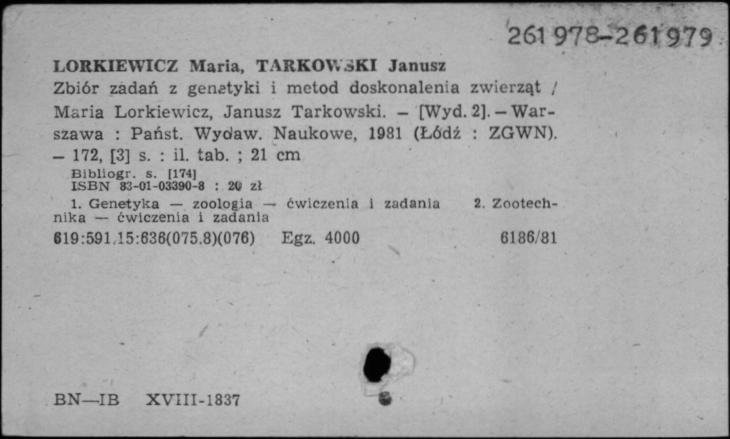 261 978-261 979
LORKIEWICZ Maria, TARKOWSKI Janusz
Zbiór zadań z genetyki i metod doskonalenia zwierząt /
Maria Lorkiewicz, Janusz Tarkowski. — [Wyd. 2]. — War-
szawa : Państ. Wydaw. Naukowe, 1981 (Łódź : ZGWN).
— 172, [3] s. : il. tab. ; 21 cm
Bibliogr. s. [174]
ISBN 83-01-03390-8 : 20 zł
1. Genetyka — zoologia — ćwiczenia i zadania 2. Zootech-
nika — ćwiczenia i zadania
619:591.15:636(075.8)(076) Egz. 4000 6186/81
BN—IB XVIII-1837